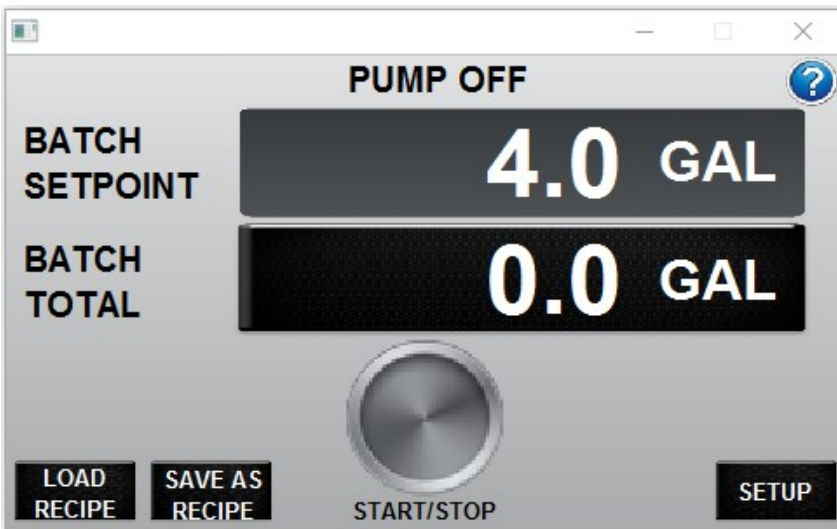 PUMP OFF
?
BATCH
SETPOINT
4.0 GAL
BATCH
TOTAL
0.0 GAL
LOAD
RECIPE
SAVE AS
RECIPE
START/STOP
SETUP